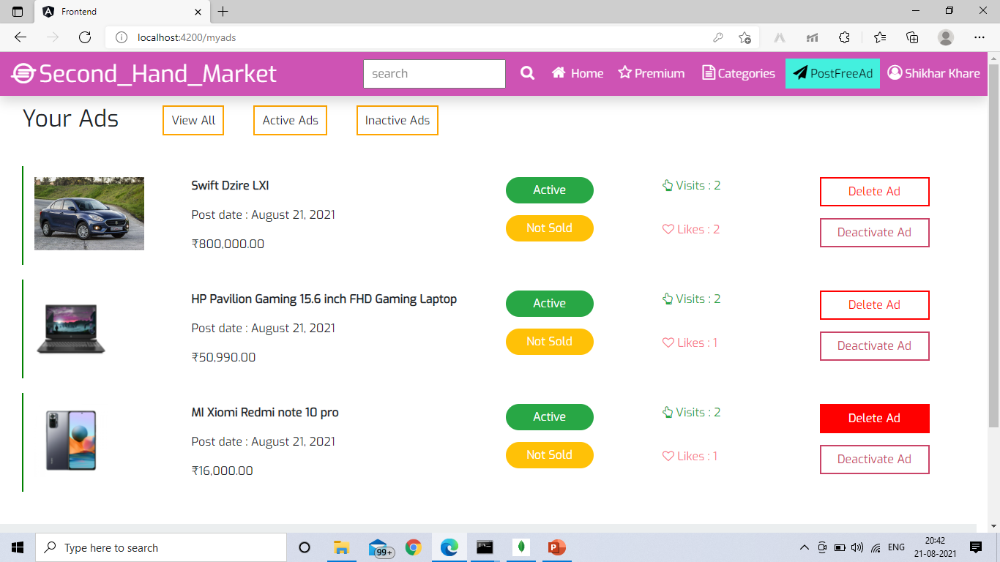 Frontend
localhost:4200/myads
Second_Hand_Market
search
Home
Premium
Categories
PostFreeAd
Shikhar Khare
Your Ads
View All
Active Ads
Inactive Ads
Swift Dzire LXI
Post date : August 21, 2021
₹800,000.00
Active
Not Sold
Visits : 2
Likes : 2
Delete Ad
Deactivate Ad
HP Pavilion Gaming 15.6 inch FHD Gaming Laptop
Post date : August 21, 2021
₹50,990.00
Active
Not Sold
Visits : 2
Likes : 1
Delete Ad
Deactivate Ad
MI Xiomi Redmi note 10 pro
Post date : August 21, 2021
₹16,000.00
Active
Not Sold
Visits : 2
Likes : 1
Delete Ad
Deactivate Ad
Type here to search
99+
ENG
20:42
21-08-2021